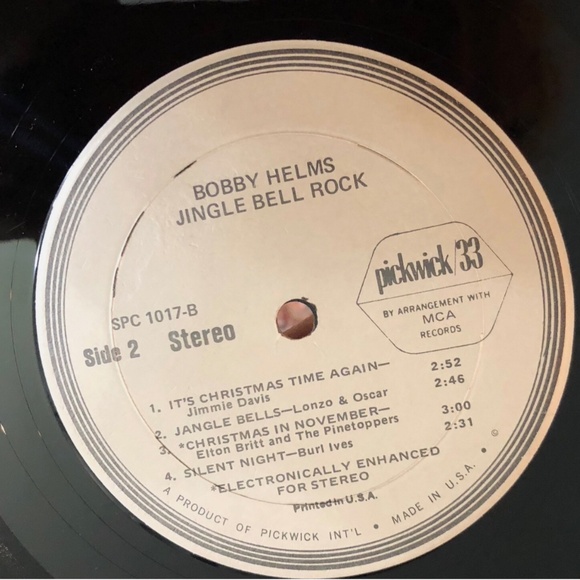 BOBBY HELMS
JINGLE BELL ROCK
pickwick/33
BY ARRANGEMENT WITH
MCA
RECORDS
SPC 1017-B
Side 2 Stereo
1. IT'S CHRISTMAS TIME AGAIN— 2:52
Jimmie Davis
2. JANGLE BELLS—Lonzo & Oscar 2:46
3. *CHRISTMAS IN NOVEMBER— 3:00
Elton Britt and The Pinetoppers
4. SILENT NIGHT—Burl Ives 2:31
*ELECTRONICALLY ENHANCED
FOR STEREO
Printed In U.S.A.
A PRODUCT OF PICKWICK INT'L • MADE IN U.S.A. • ©